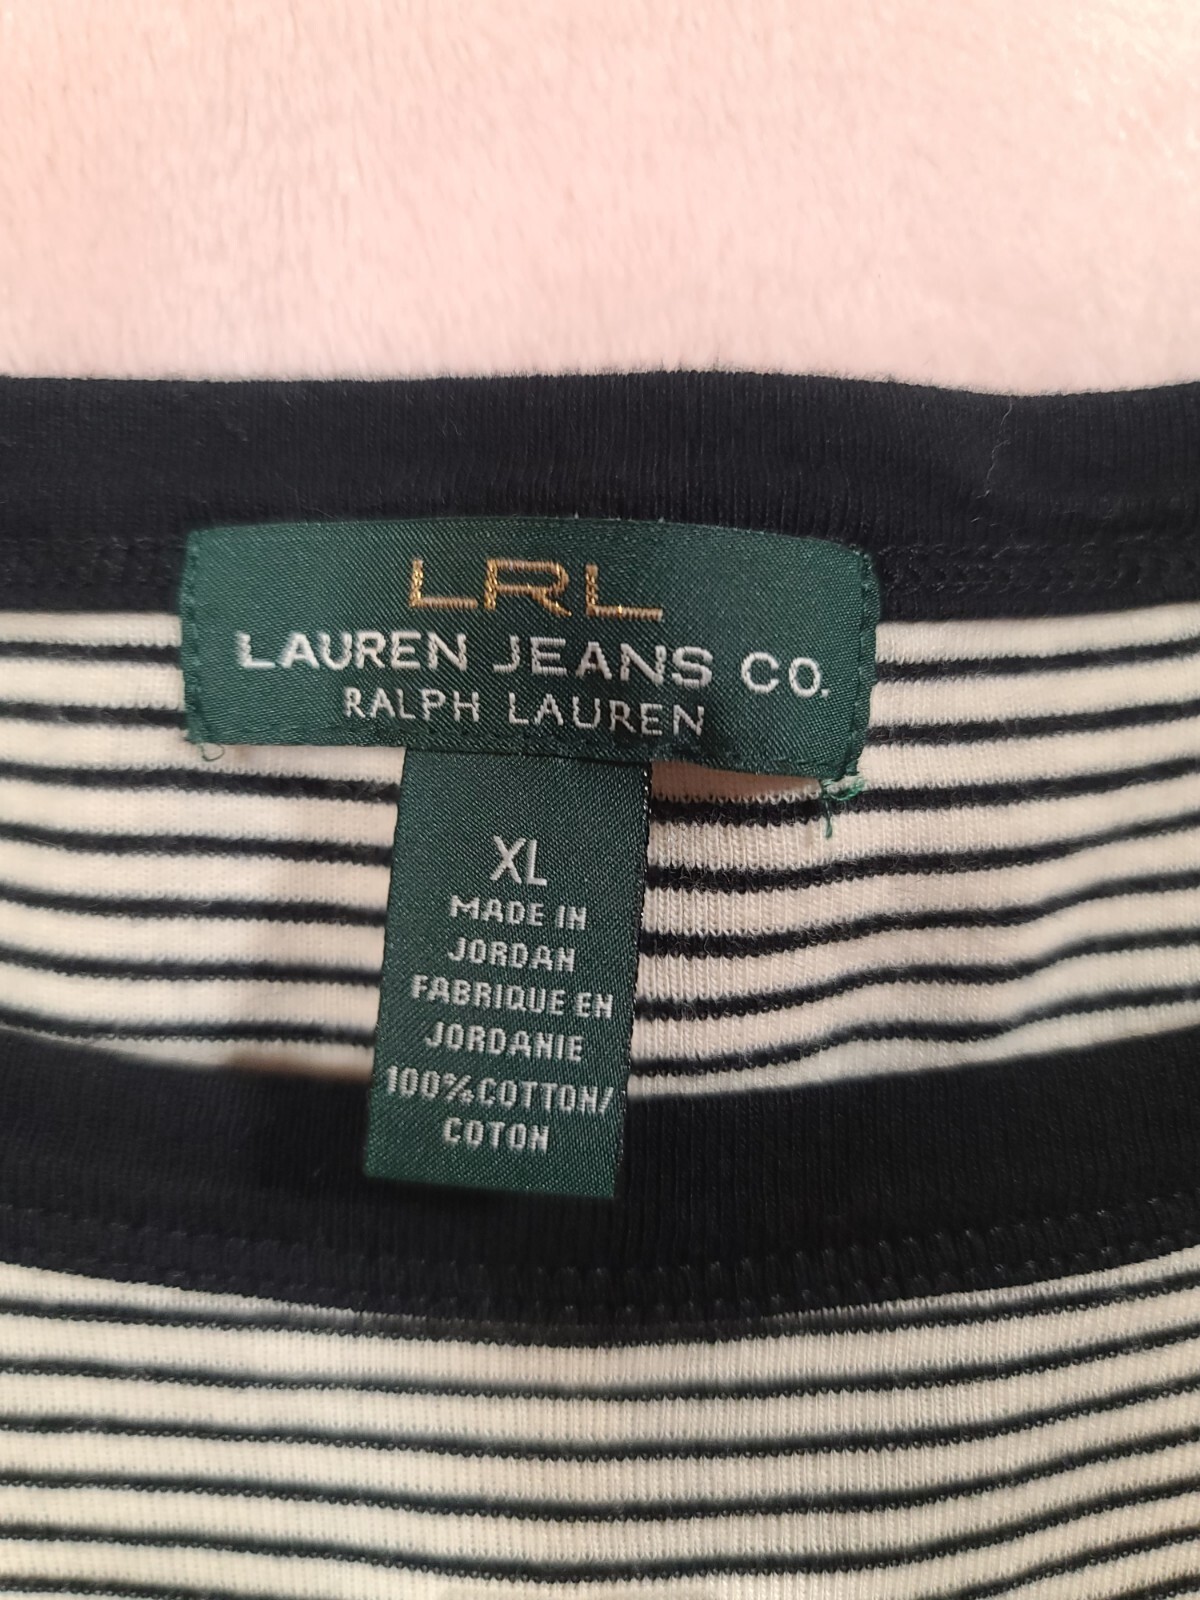 LRL
LAUREN JEANS CO.
RALPH LAUREN
XL
MADE IN
JORDAN
FABRIQUE EN
JORDANIE
100%COTTON/
COTON